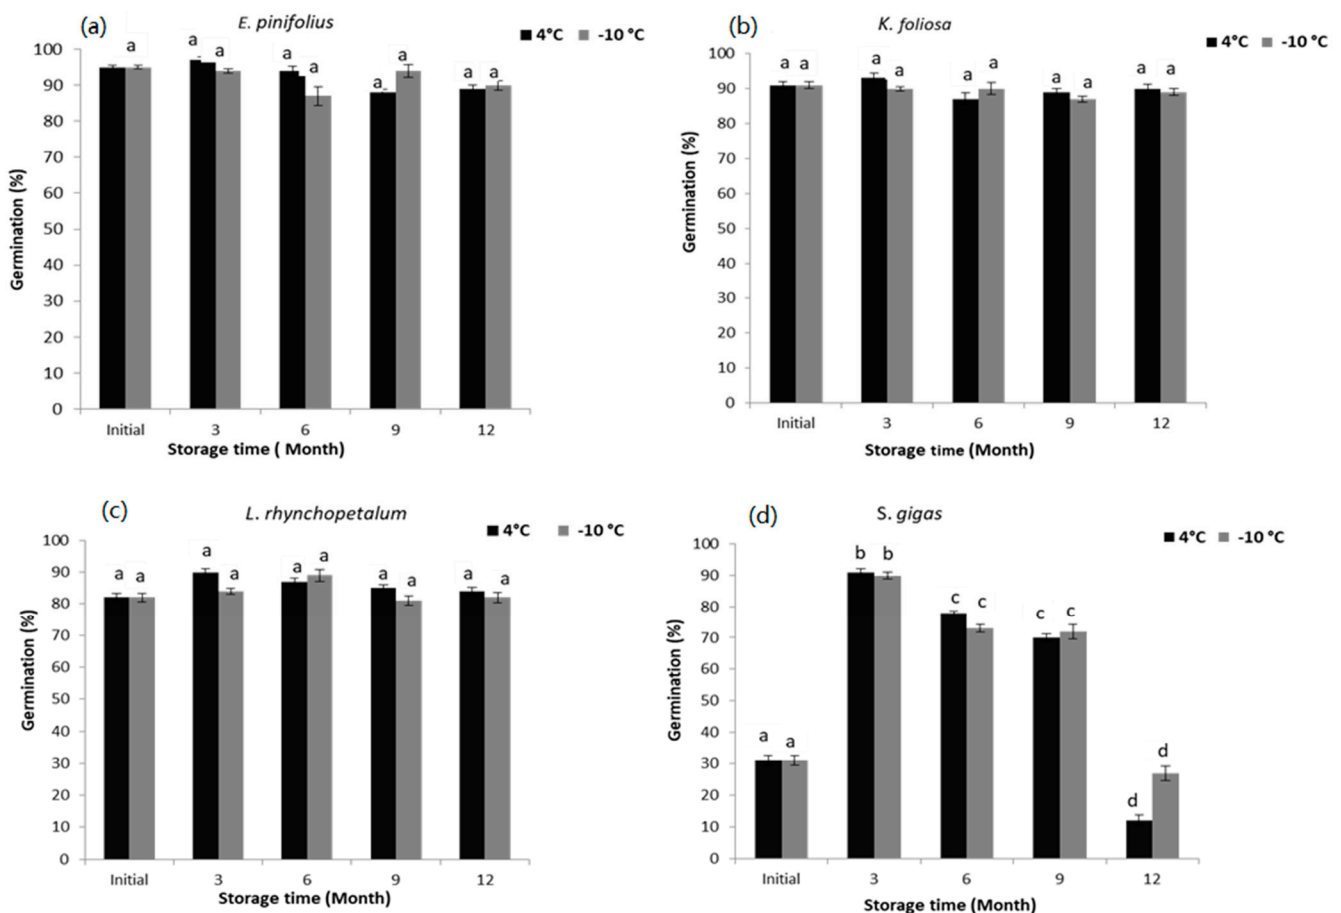 (a) E. pinifolius
4°C -10 °C
a a a a a a a a a
100
90
80
70
60
50
40
30
20
10
0
Germination (%)
Initial 3 6 9 12
Storage time ( Month)
(b) K. foliosa
4°C -10 °C
a a a a a a a a a a
100
90
80
70
60
50
40
30
20
10
0
Germination (%)
Initial 3 6 9 12
Storage time (Month)
(c) L. rhynchopetalum
4°C -10 °C
a a a a a a a a a a
100
90
80
70
60
50
40
30
20
10
0
Germination (%)
Initial 3 6 9 12
Storage time (Month)
(d) S. gigas
4°C -10 °C
a a b b c c c c d d
100
90
80
70
60
50
40
30
20
10
0
Germination (%)
Initial 3 6 9 12
Storage time (Month)